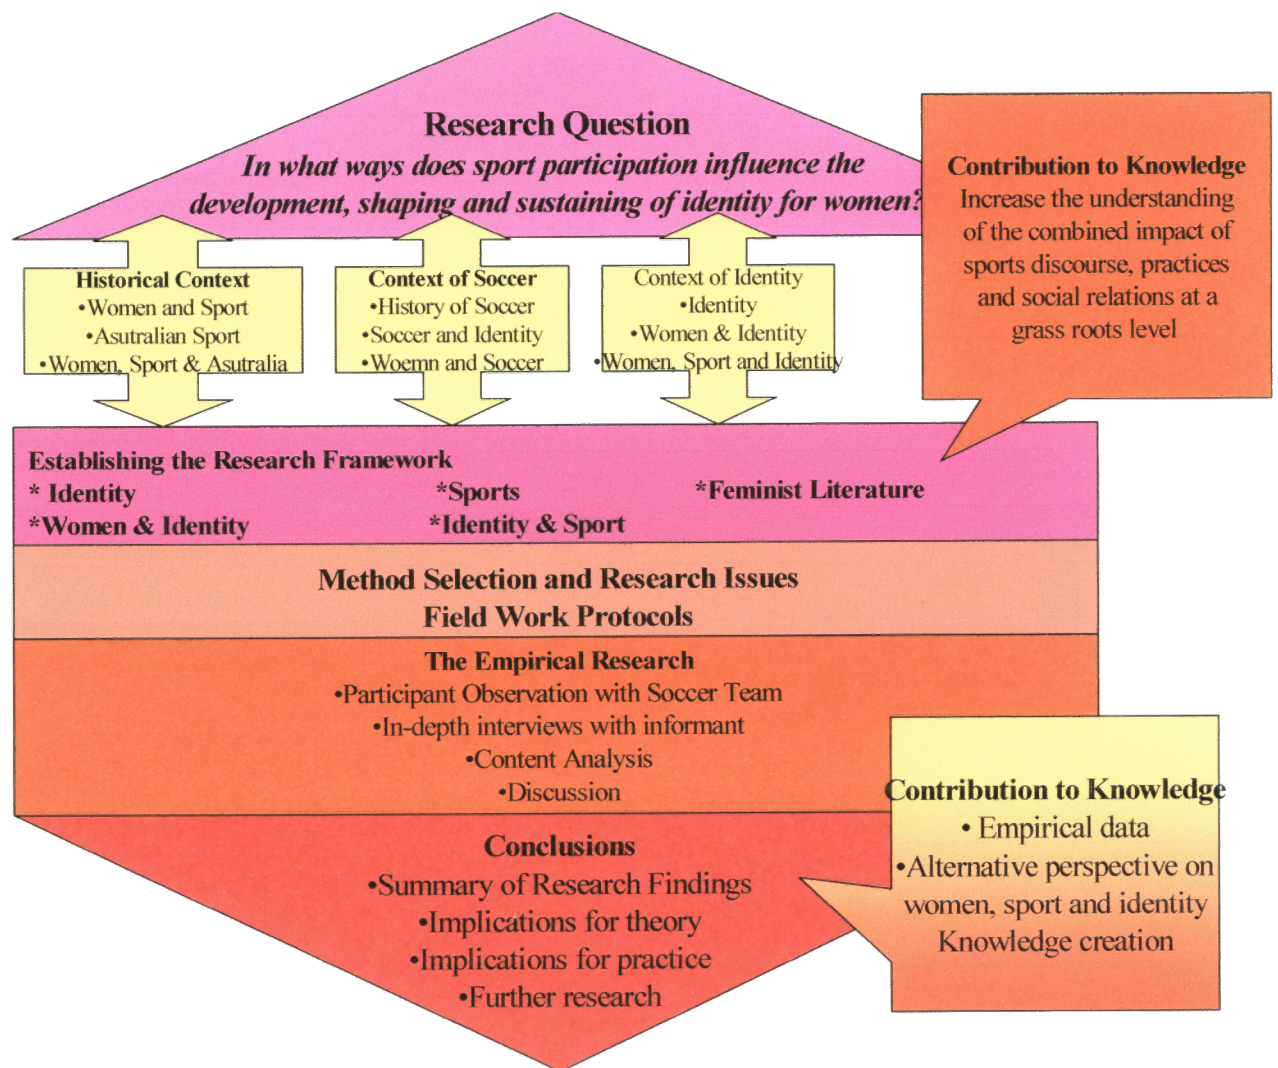 Research Question
In what ways does sport participation influence the
development, shaping and sustaining of identity for women?
Contribution to Knowledge
Increase the understanding
of the combined impact of
sports discourse, practices
and social relations at a
grass roots level
Historical Context
•Women and Sport
•Asutralian Sport
•Women, Sport & Asutralia
Context of Soccer
•History of Soccer
•Soccer and Identity
•Woemn and Soccer
Context of Identity
•Identity
•Women & Identity
•Women, Sport and Identity
Establishing the Research Framework
* Identity *Sports *Feminist Literature
*Women & Identity *Identity & Sport
Method Selection and Research Issues
Field Work Protocols
The Empirical Research
•Participant Observation with Soccer Team
•In-depth interviews with informant
•Content Analysis
•Discussion
Conclusions
•Summary of Research Findings
•Implications for theory
•Implications for practice
•Further research
Contribution to Knowledge
• Empirical data
•Alternative perspective on
women, sport and identity
Knowledge creation